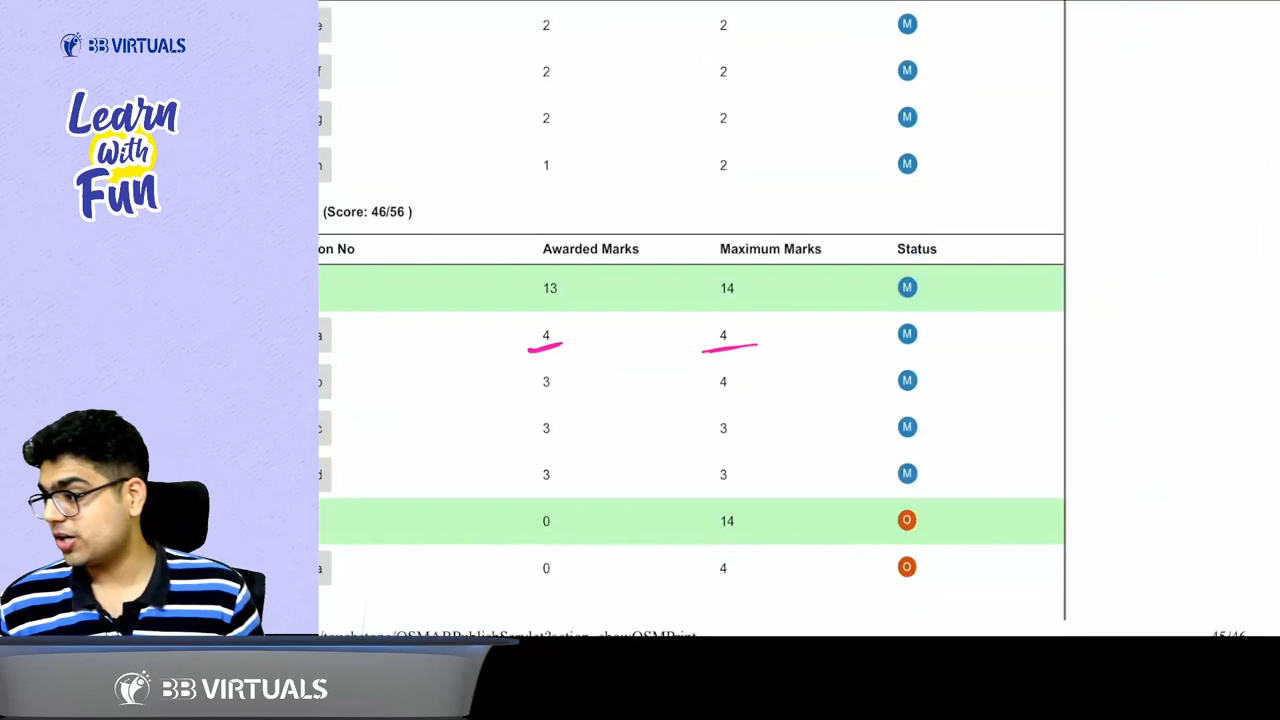 BB VIRTUALS
Learn
With
Fun
e 2 2 M
f 2 2 M
g 2 2 M
h 1 2 M
(Score: 46/56 )
on No Awarded Marks Maximum Marks Status
13 14 M
a 4 4 M
b 3 4 M
c 3 3 M
d 3 3 M
0 14 O
a 0 4 O
45/46
BB VIRTUALS